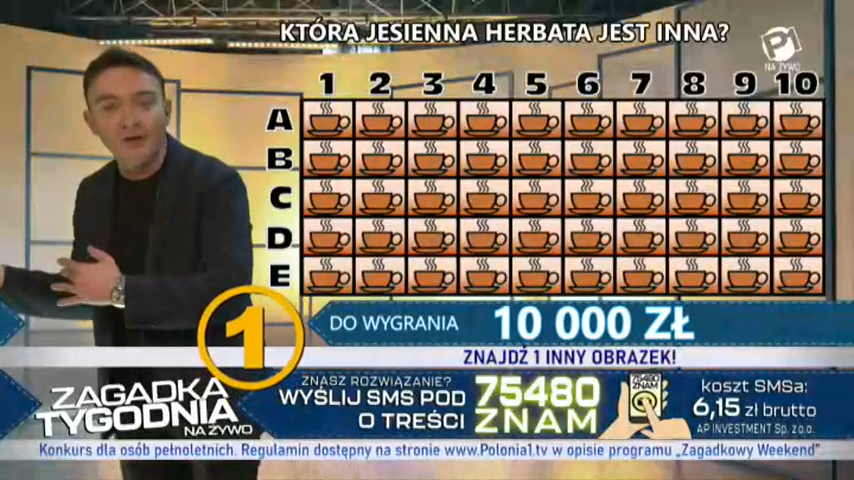 KTÓRA JESIENNA HERBATA JEST INNA?
P1
NA ŻYWO
1 2 3 4 5 6 7 8 9 10
A
B
C
D
E
1
DO WYGRANIA 10 000 ZŁ
ZNAJDŹ 1 INNY OBRAZEK!
ZAGADKA
TYGODNIA
NA ŻYWO
ZNASZ ROZWIĄZANIE?
WYŚLIJ SMS POD
O TREŚCI
75480
ZNAM
75480
ZNAM
koszt SMSa:
6,15 zł brutto
AP INVESTMENT Sp. z o.o.
Konkurs dla osób pełnoletnich. Regulamin dostępny na stronie www.Polonia1.tv w opisie programu „Zagadkowy Weekend"